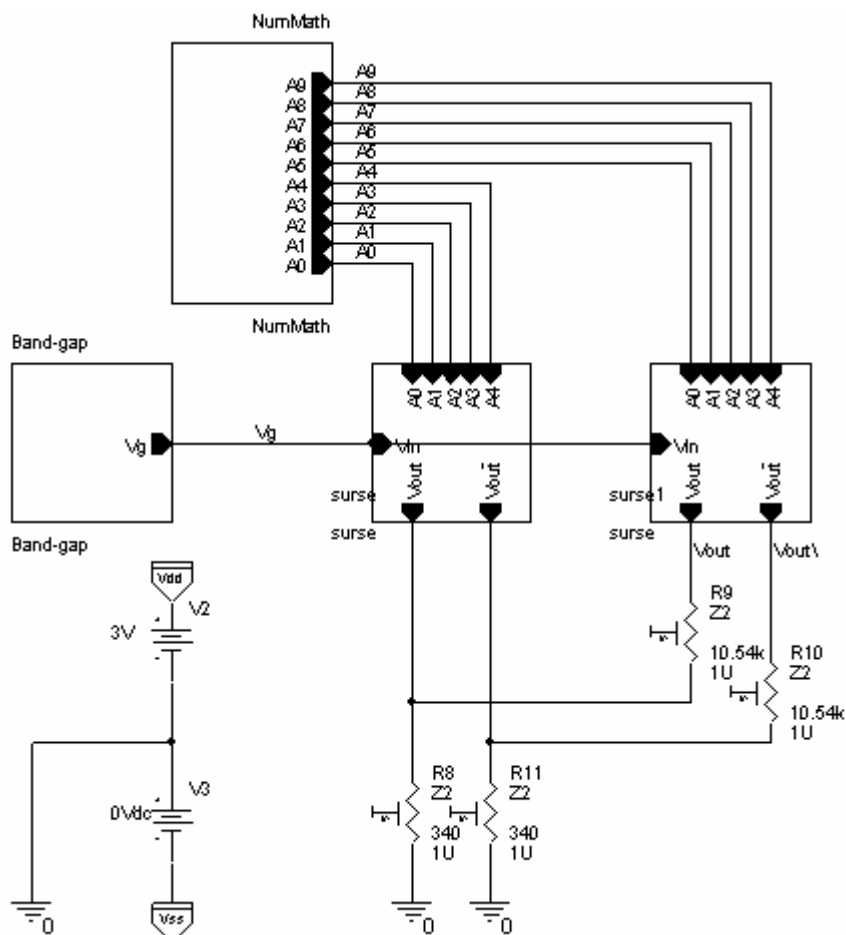 NumMath
A9 A9
A8 A8
A7 A7
A6 A6
A5 A5
A4 A4
A3 A3
A2 A2
A1 A1
A0 A0
NumMath
Band-gap
Vg
Vg
Band-gap
A0 A1 A2 A3 A4
VIn
Vout Vout-
surse
surse
A0 A1 A2 A3 A4
VIn
Vout Vout-
surse1
surse
Vout Vout\
Vdd
V2
3V
V3
0Vdc
Vss
0
R9
Z2
10.54k
1U
R10
Z2
10.54k
1U
R8
Z2
340
1U
R11
Z2
340
1U
0
0